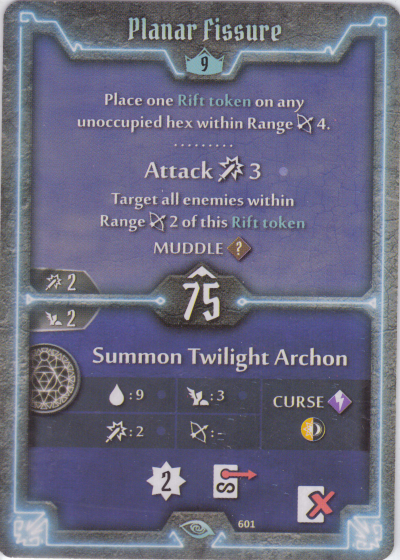 Planar Fissure
9
Place one Rift token on any
unoccupied hex within Range 4.
Attack 3
Target all enemies within
Range 2 of this Rift token
MUDDLE ?
2
75
2
Summon Twilight Archon
: 9 : 3 CURSE
: 2 : –
2
601